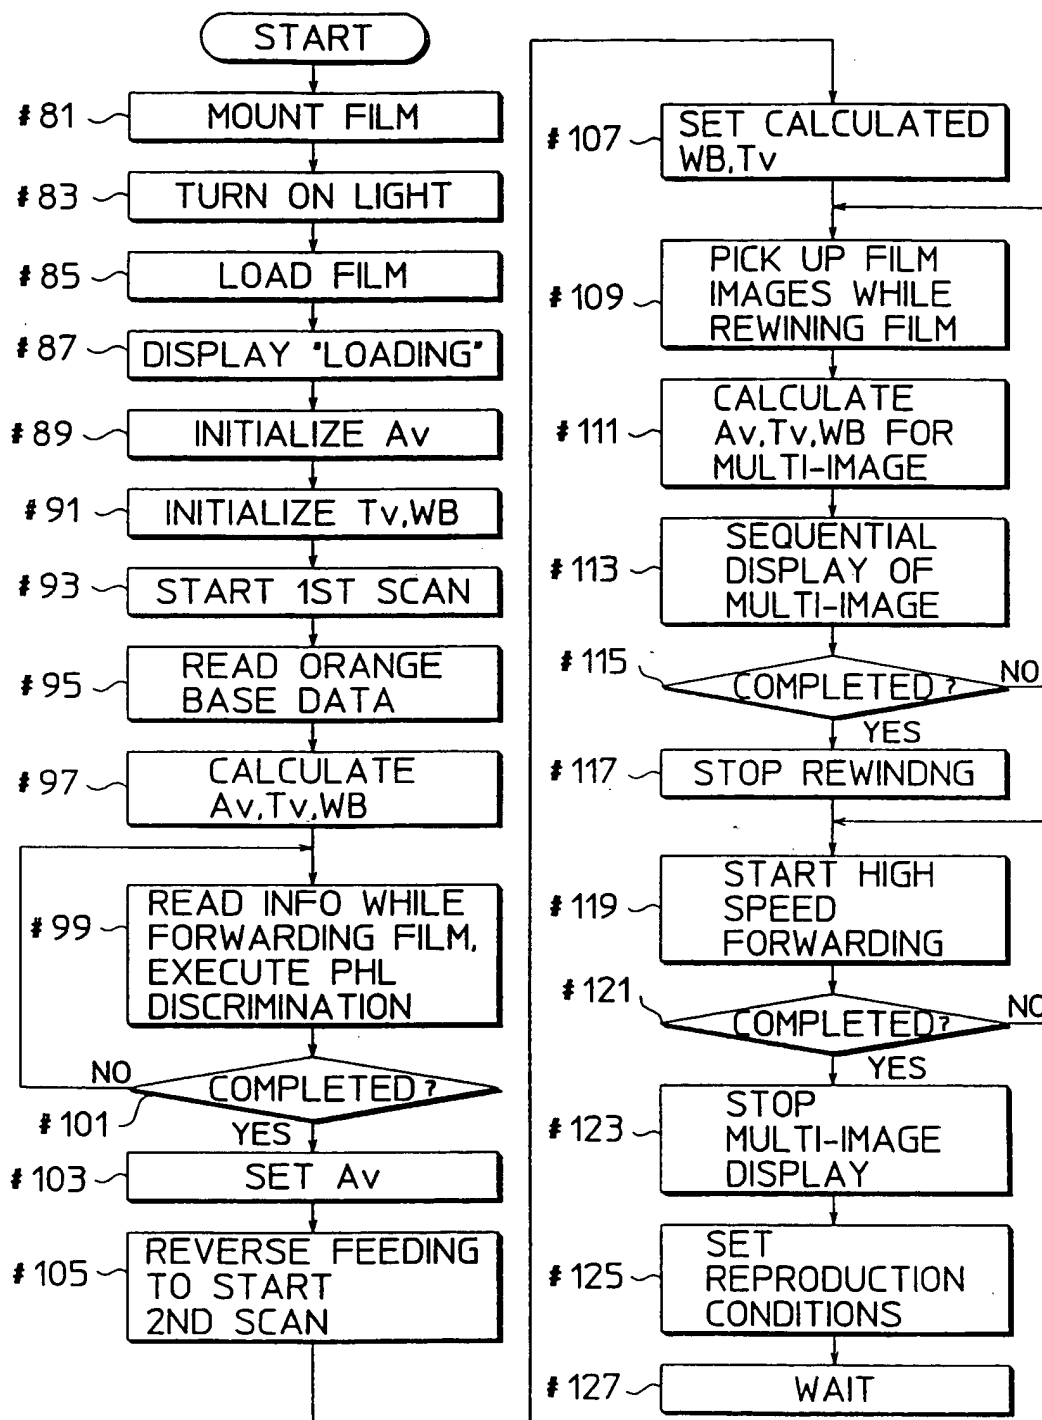 START
#81 MOUNT FILM
#83 TURN ON LIGHT
#85 LOAD FILM
#87 DISPLAY "LOADING"
#89 INITIALIZE Av
#91 INITIALIZE Tv,WB
#93 START 1ST SCAN
#95 READ ORANGE
BASE DATA
#97 CALCULATE
Av,Tv,WB
#99 READ INFO WHILE
FORWARDING FILM,
EXECUTE PHL
DISCRIMINATION
NO COMPLETED?
#101 YES
#103 SET Av
#105 REVERSE FEEDING
TO START
2ND SCAN
#107 SET CALCULATED
WB,Tv
#109 PICK UP FILM
IMAGES WHILE
REWINING FILM
#111 CALCULATE
Av,Tv,WB FOR
MULTI-IMAGE
#113 SEQUENTIAL
DISPLAY OF
MULTI-IMAGE
#115 COMPLETED? NO
YES
#117 STOP REWINDNG
#119 START HIGH
SPEED
FORWARDING
#121 COMPLETED? NO
YES
#123 STOP
MULTI-IMAGE
DISPLAY
#125 SET
REPRODUCTION
CONDITIONS
#127 WAIT